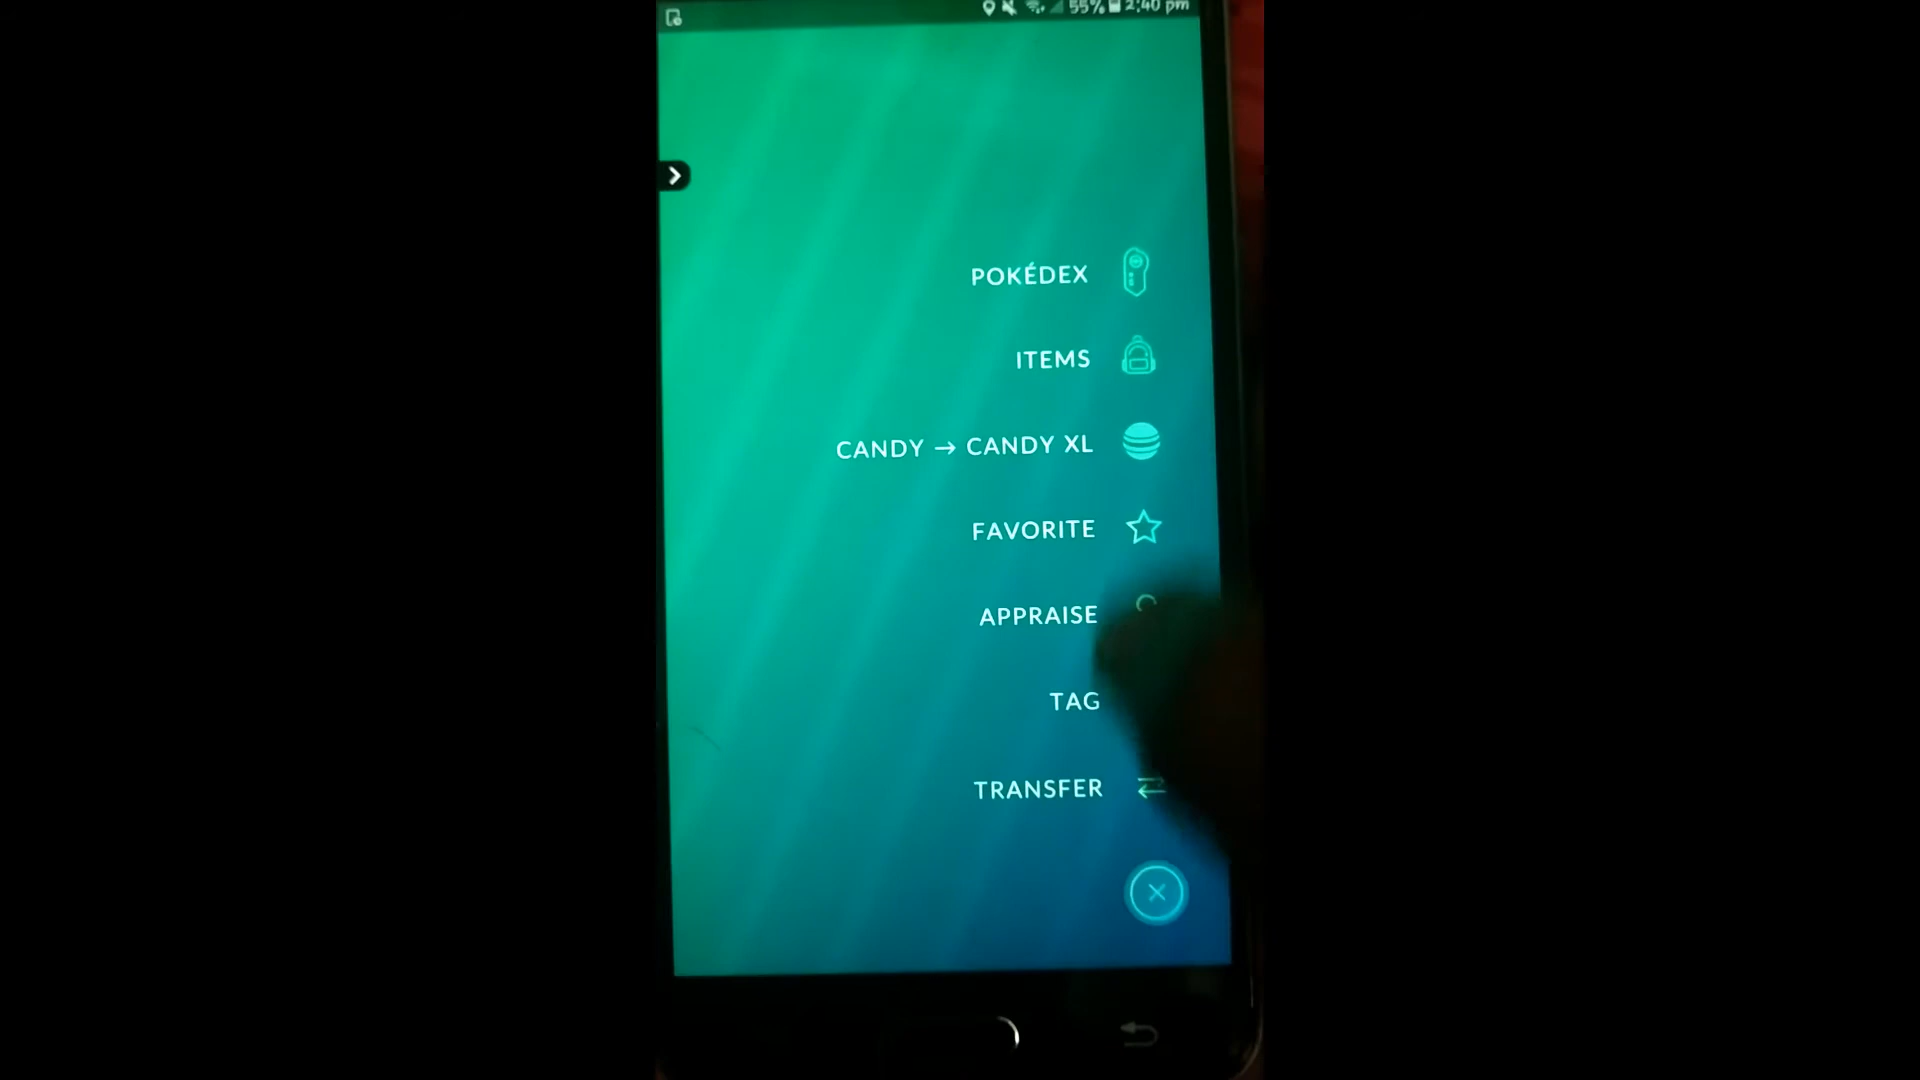 55% 2:40 pm
POKÉDEX
ITEMS
CANDY → CANDY XL
FAVORITE
APPRAISE
TAG
TRANSFER